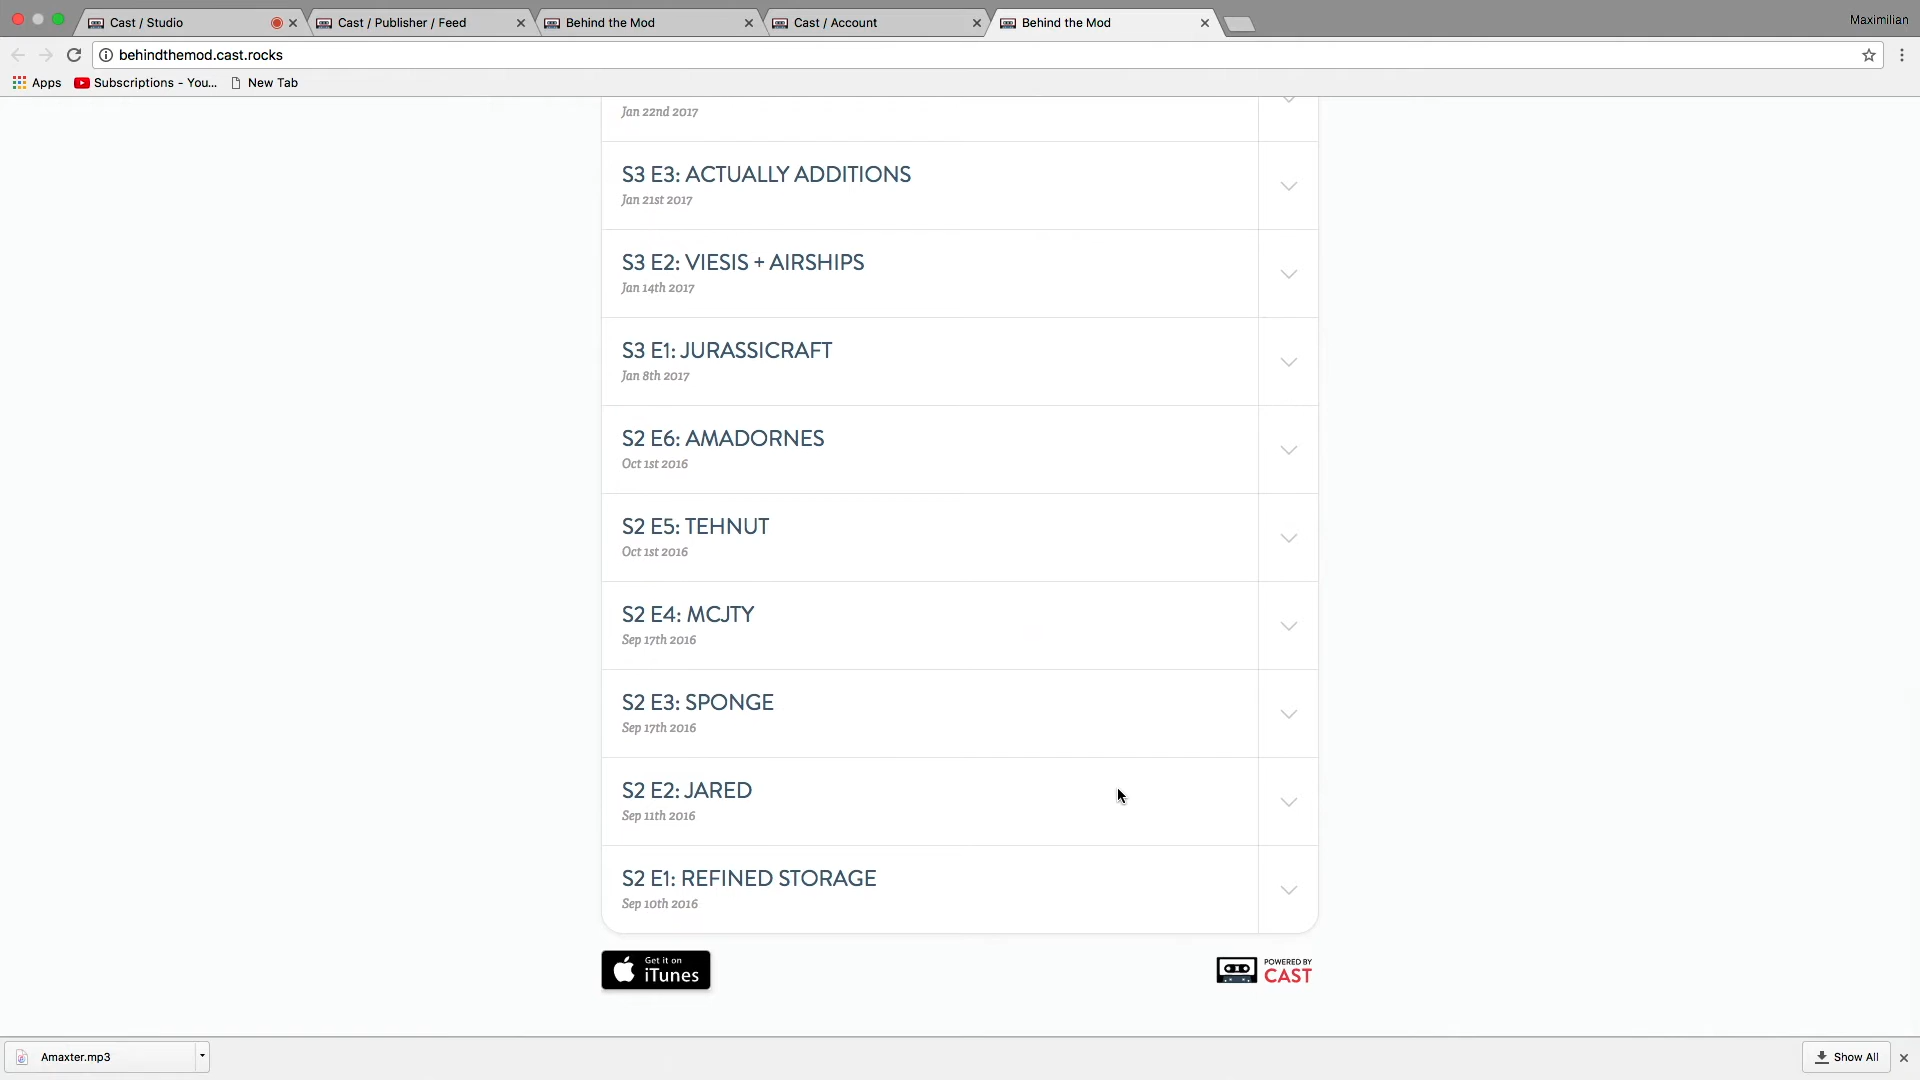 Cast / Studio
Cast / Publisher / Feed
Behind the Mod
Cast / Account
Behind the Mod
Maximilian
behindthemod.cast.rocks
Apps
Subscriptions - You...
New Tab
Jan 22nd 2017
S3 E3: ACTUALLY ADDITIONS
Jan 21st 2017
S3 E2: VIESIS + AIRSHIPS
Jan 14th 2017
S3 E1: JURASSICRAFT
Jan 8th 2017
S2 E6: AMADORNES
Oct 1st 2016
S2 E5: TEHNUT
Oct 1st 2016
S2 E4: MCJTY
Sep 17th 2016
S2 E3: SPONGE
Sep 17th 2016
S2 E2: JARED
Sep 11th 2016
S2 E1: REFINED STORAGE
Sep 10th 2016
Get it on
iTunes
POWERED BY
CAST
Amaxter.mp3
Show All